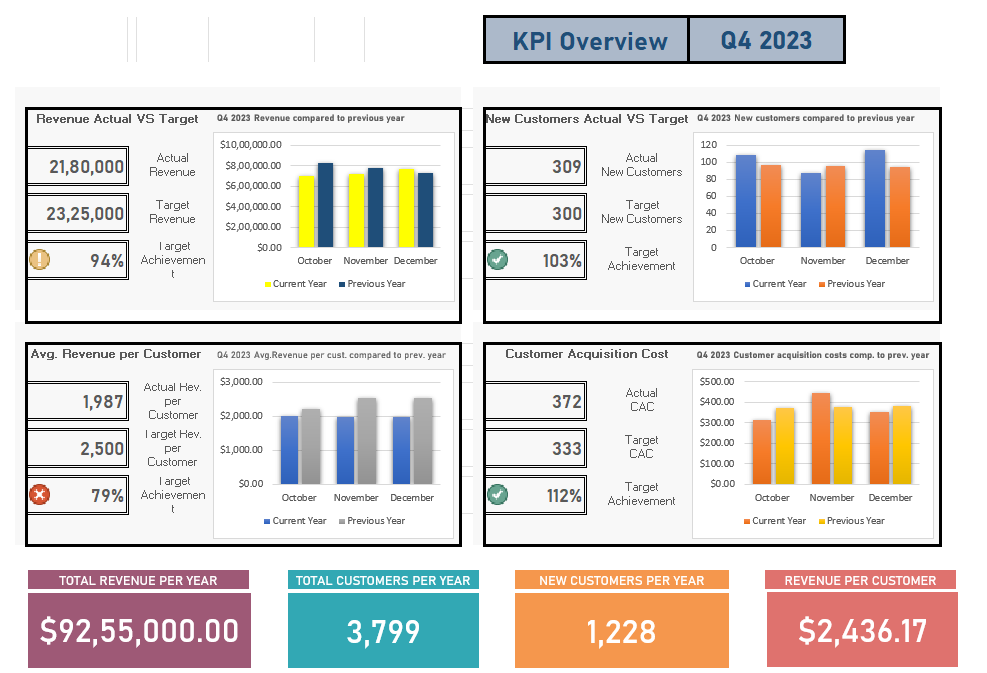 KPI Overview
Q4 2023
Revenue Actual VS Target
Q4 2023 Revenue compared to previous year
21,80,000
Actual
Revenue
23,25,000
Target
Revenue
94%
Target
Achievemen
t
$10,00,000.00
$8,00,000.00
$6,00,000.00
$4,00,000.00
$2,00,000.00
$0.00
October November December
Current Year Previous Year
New Customers Actual VS Target
Q4 2023 New customers compared to previous year
309
Actual
New Customers
300
Target
New Customers
103%
Target
Achievement
120
100
80
60
40
20
0
October November December
Current Year Previous Year
Avg. Revenue per Customer
Q4 2023 Avg.Revenue per cust. compared to prev. year
1,987
Actual Rev.
per
Customer
2,500
Target Rev.
per
Customer
79%
Target
Achievemen
t
$3,000.00
$2,000.00
$1,000.00
$0.00
October November December
Current Year Previous Year
Customer Acquisition Cost
Q4 2023 Customer acquisition costs comp. to prev. year
372
Actual
CAC
333
Target
CAC
112%
Target
Achievement
$500.00
$400.00
$300.00
$200.00
$100.00
$0.00
October November December
Current Year Previous Year
TOTAL REVENUE PER YEAR
$92,55,000.00
TOTAL CUSTOMERS PER YEAR
3,799
NEW CUSTOMERS PER YEAR
1,228
REVENUE PER CUSTOMER
$2,436.17